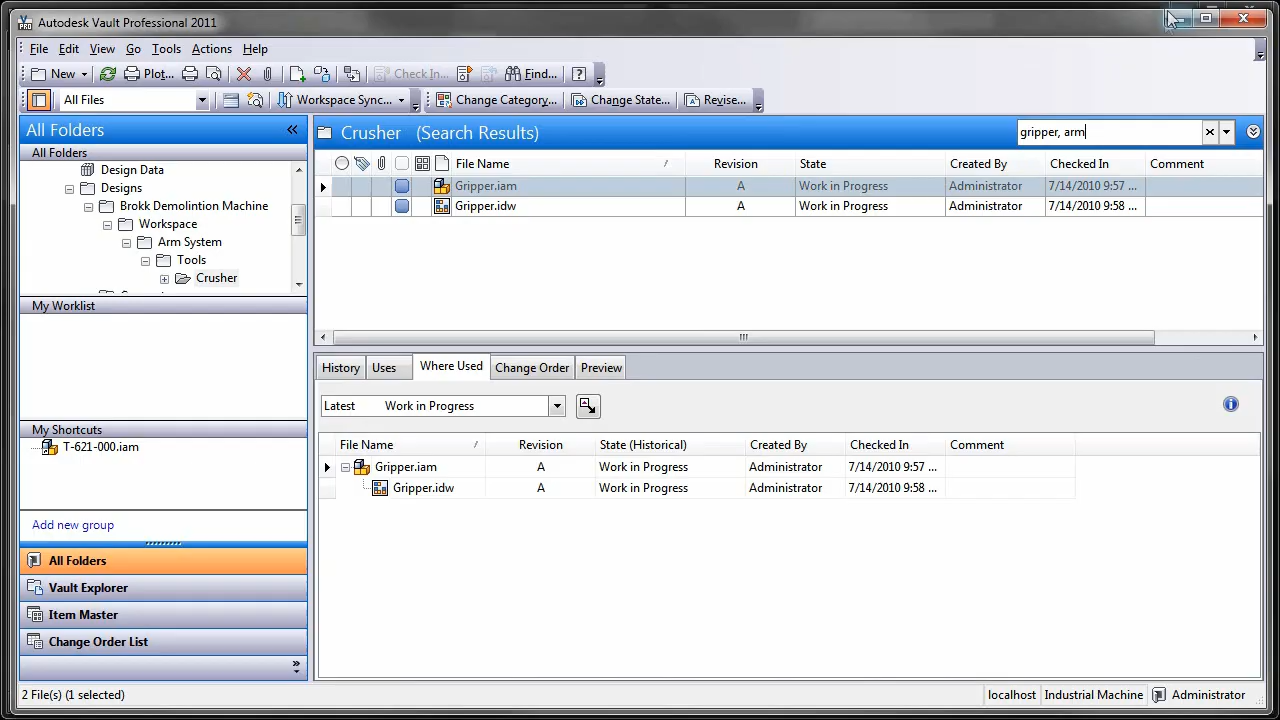 Autodesk Vault Professional 2011
File Edit View Go Tools Actions Help
New Plot... Check In... Find...
All Files Workspace Sync... Change Category... Change State... Revise...
All Folders
Crusher (Search Results)
gripper, arm
All Folders
Design Data
Designs
Brokk Demolintion Machine
Workspace
Arm System
Tools
Crusher
File Name Revision State Created By Checked In Comment
Gripper.iam A Work in Progress Administrator 7/14/2010 9:57 ...
Gripper.idw A Work in Progress Administrator 7/14/2010 9:58 ...
My Worklist
My Shortcuts
T-621-000.iam
Add new group
All Folders
Vault Explorer
Item Master
Change Order List
History Uses Where Used Change Order Preview
Latest Work in Progress
File Name Revision State (Historical) Created By Checked In Comment
Gripper.iam A Work in Progress Administrator 7/14/2010 9:57 ...
Gripper.idw A Work in Progress Administrator 7/14/2010 9:58 ...
2 File(s) (1 selected) localhost Industrial Machine Administrator